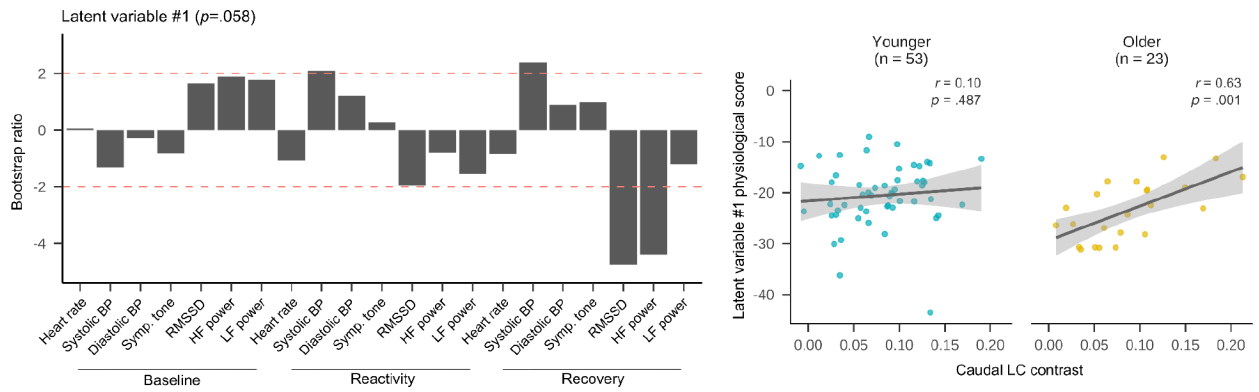 Latent variable #1 (p=.058)
Bootstrap ratio
2
0
-2
-4
Heart rate
Systolic BP
Diastolic BP
Symp. tone
RMSSD
HF power
LF power
Heart rate
Systolic BP
Diastolic BP
Symp. tone
RMSSD
HF power
LF power
Heart rate
Systolic BP
Diastolic BP
Symp. tone
RMSSD
HF power
LF power
Baseline
Reactivity
Recovery
Younger
(n = 53)
Older
(n = 23)
r = 0.10
p = .487
r = 0.63
p = .001
Latent variable #1 physiological score
0
-10
-20
-30
-40
0.00 0.05 0.10 0.15 0.20
0.00 0.05 0.10 0.15 0.20
Caudal LC contrast